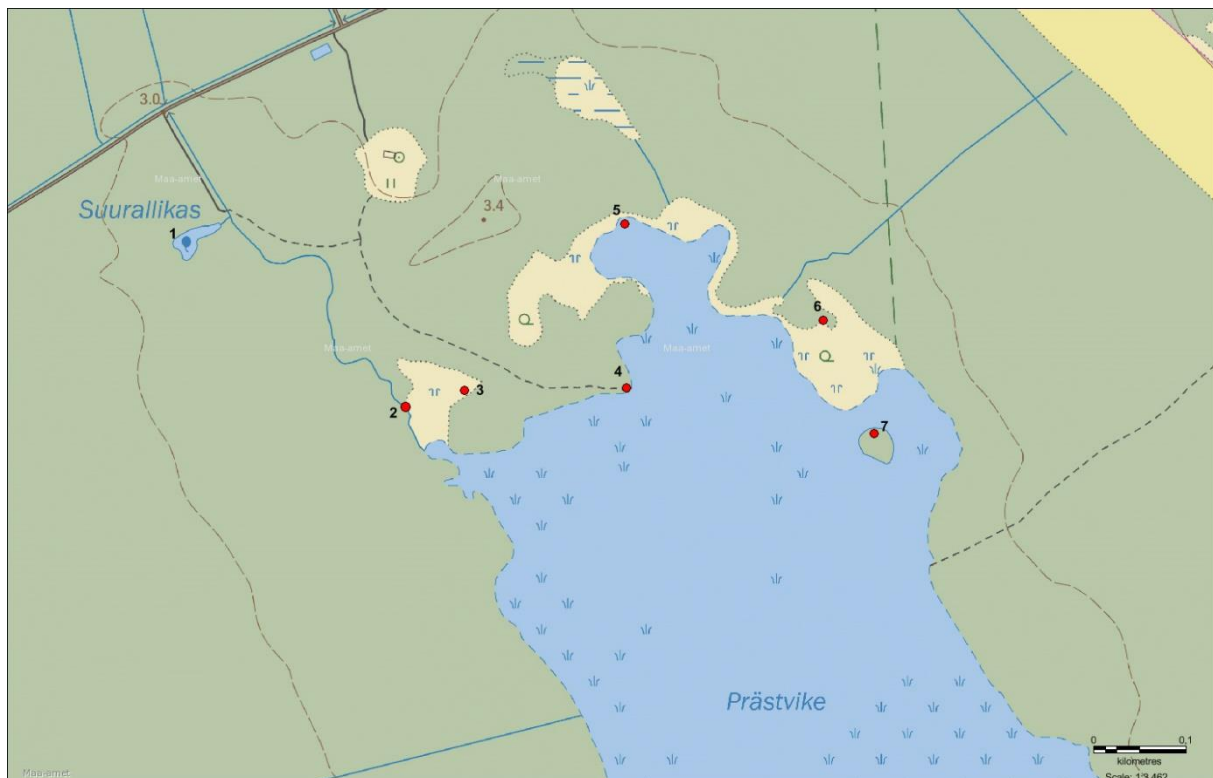 3.0
Maa-amet
Maa-amet
Suurallikas
1
3.4
5
6
Maa-amet
Maa-amet
4
3
2
7
Prästvike
0
0,1
kilometres
Scale: 1:3 462
Maa-amet